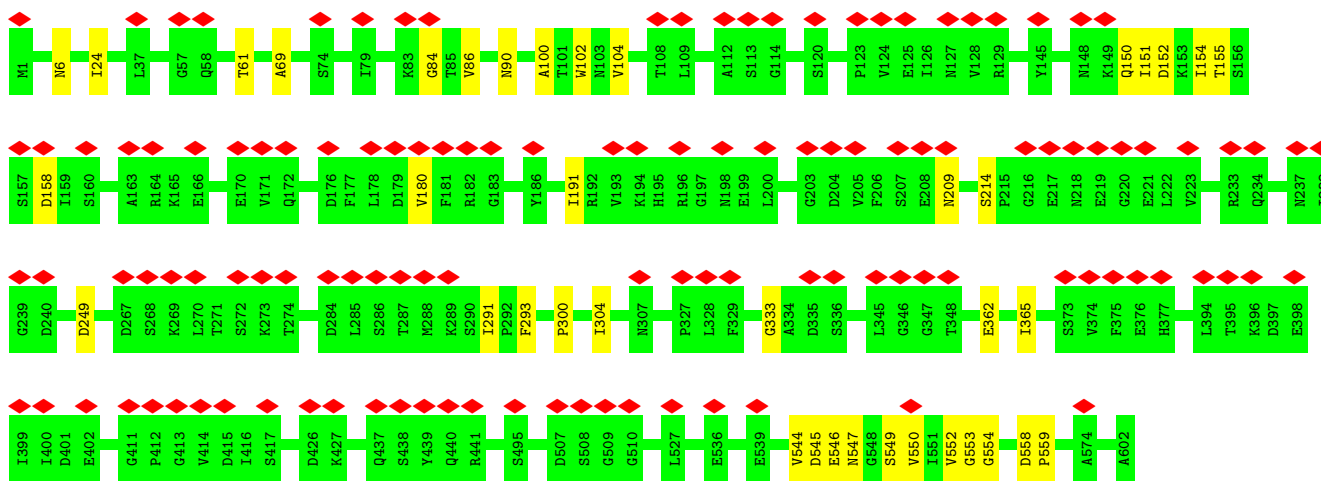 M1 N6 I24 L37 G57 Q58 T61 A69 S74 I79 K83 G84 T85 V86 N90 A100 T101 W102 N103 V104 T108 L109 A112 S113 G114 S120 P123 V124 E125 I126 N127 V128 R129 Y145 N148 K149 Q150 I151 D152 K153 I154 T155 S156
S157 D158 I159 S160 A163 R164 K165 E166 E170 V171 Q172 D176 F177 L178 D179 V180 F181 R182 G183 Y186 I191 R192 V193 K194 H195 R196 G197 N198 E199 L200 G203 D204 V205 F206 S207 E208 N209 S214 P215 G216 E217 N218 E219 G220 E221 L222 V223 R233 Q234 N237
G239 D240 D249 D267 S268 K269 L270 T271 S272 K273 T274 D284 L285 S286 T287 M288 K289 S290 I291 P292 F293 P300 I304 N307 P327 L328 F329 G333 A334 D335 S336 L345 G346 G347 T348 E362 I365 S373 V374 F375 E376 H377 L394 T395 K396 D397 E398
I399 I400 D401 E402 G411 P412 G413 V414 D415 I416 S417 D426 K427 Q437 S438 Y439 Q440 R441 S495 D507 S508 G509 G510 L527 E536 E539 V544 D545 E546 N547 G548 S549 V550 I551 V552 G553 G554 D558 P559 A574 A602